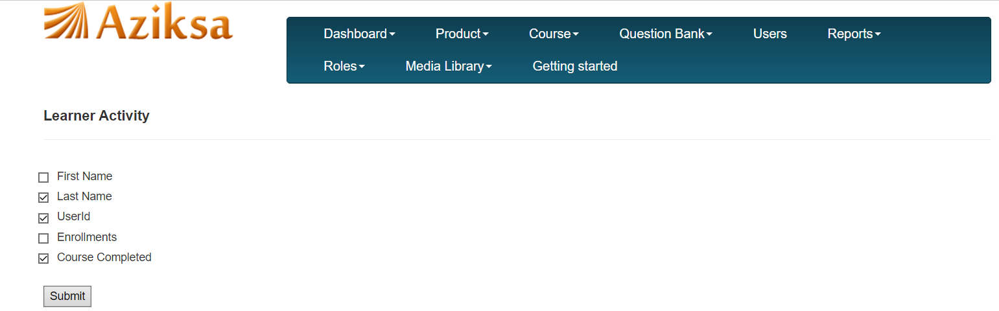 Aziksa
Dashboard Product Course Question Bank Users Reports
Roles Media Library Getting started
Learner Activity
First Name
Last Name
UserId
Enrollments
Course Completed
Submit